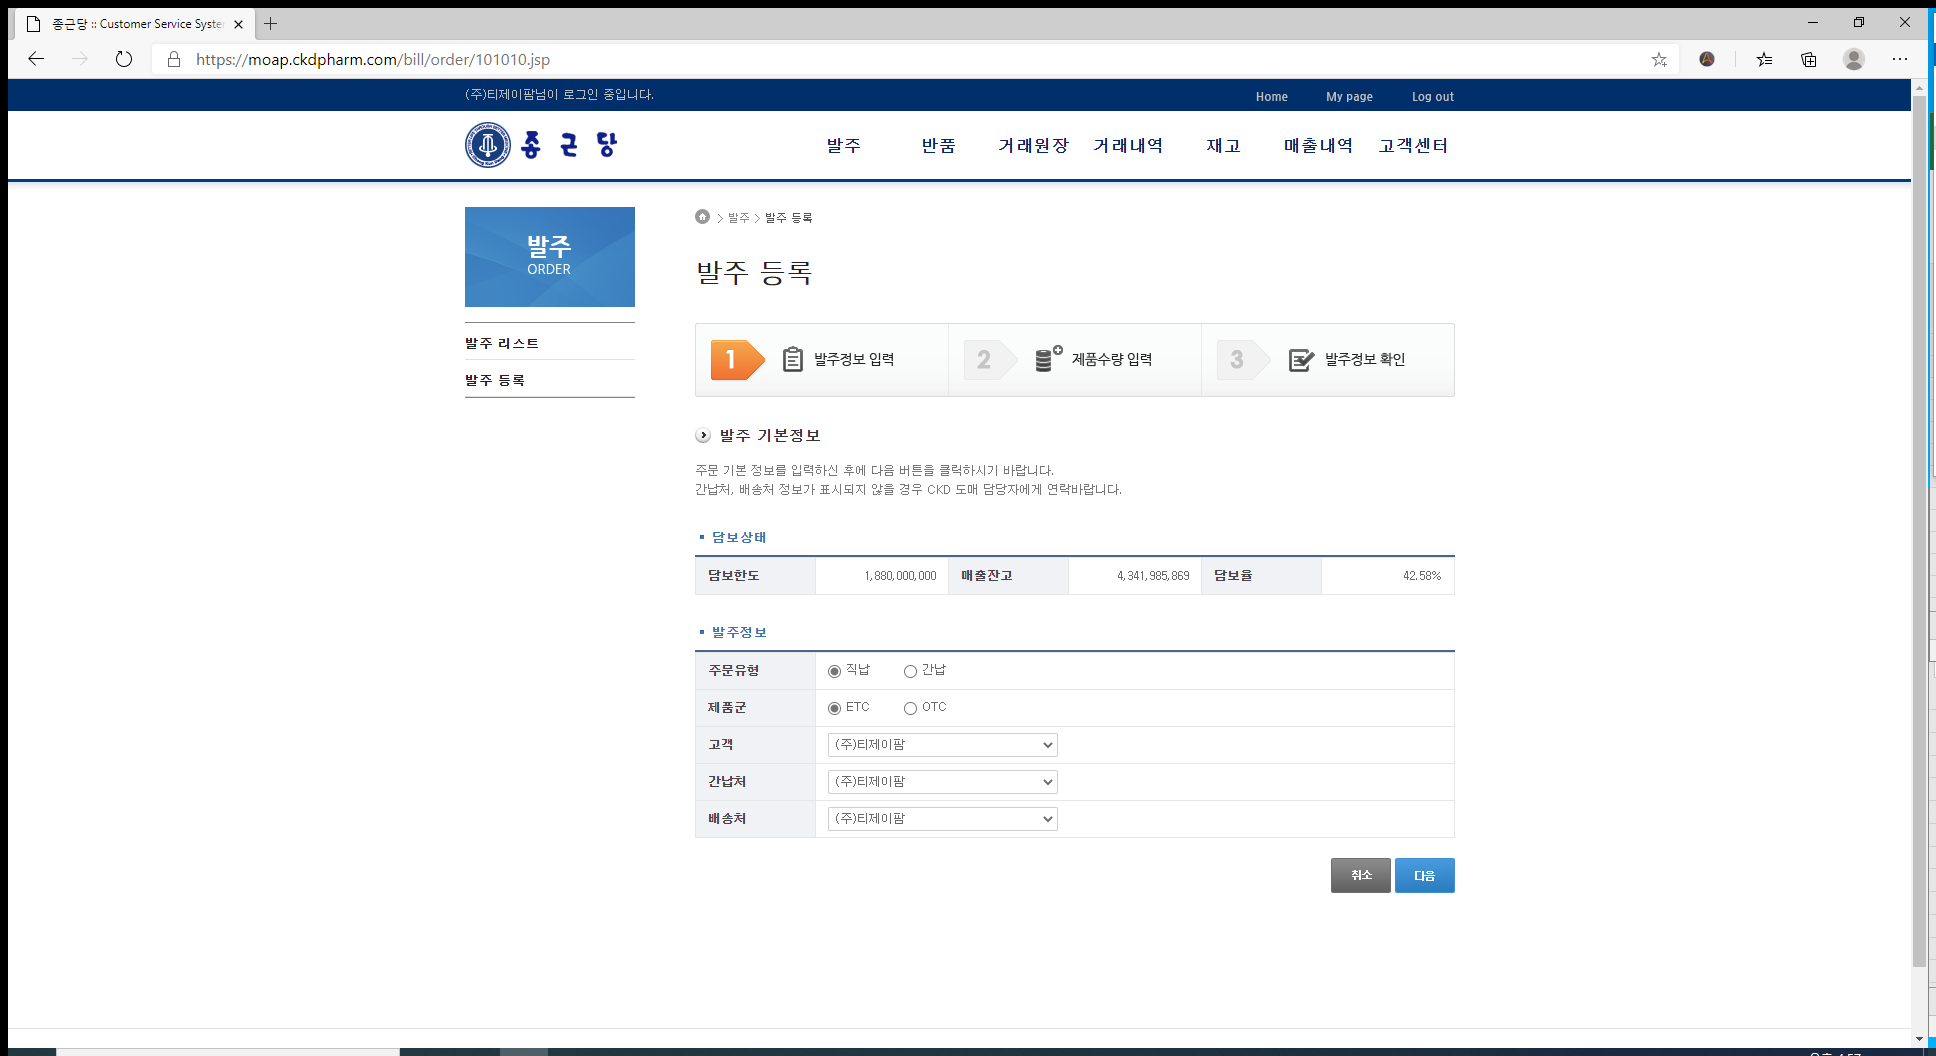 종근당 :: Customer Service Syste
https://moap.ckdpharm.com/bill/order/101010.jsp
(주)티제이팜님이 로그인 중입니다.
Home My page Log out
종근당
발주 반품 거래원장 거래내역 재고 매출내역 고객센터
발주
ORDER
발주 리스트
발주 등록
> 발주 > 발주 등록
발주 등록
1 발주정보 입력 2 제품수량 입력 3 발주정보 확인
발주 기본정보
주문 기본 정보를 입력하신 후에 다음 버튼을 클릭하시기 바랍니다.
간납처, 배송처 정보가 표시되지 않을 경우 CKD 도매 담당자에게 연락바랍니다.
담보상태
담보한도 1,880,000,000 매출잔고 4,341,985,869 담보율 42.58%
발주정보
주문유형 직납 간납
제품군 ETC OTC
고객 (주)티제이팜
간납처 (주)티제이팜
배송처 (주)티제이팜
취소 다음